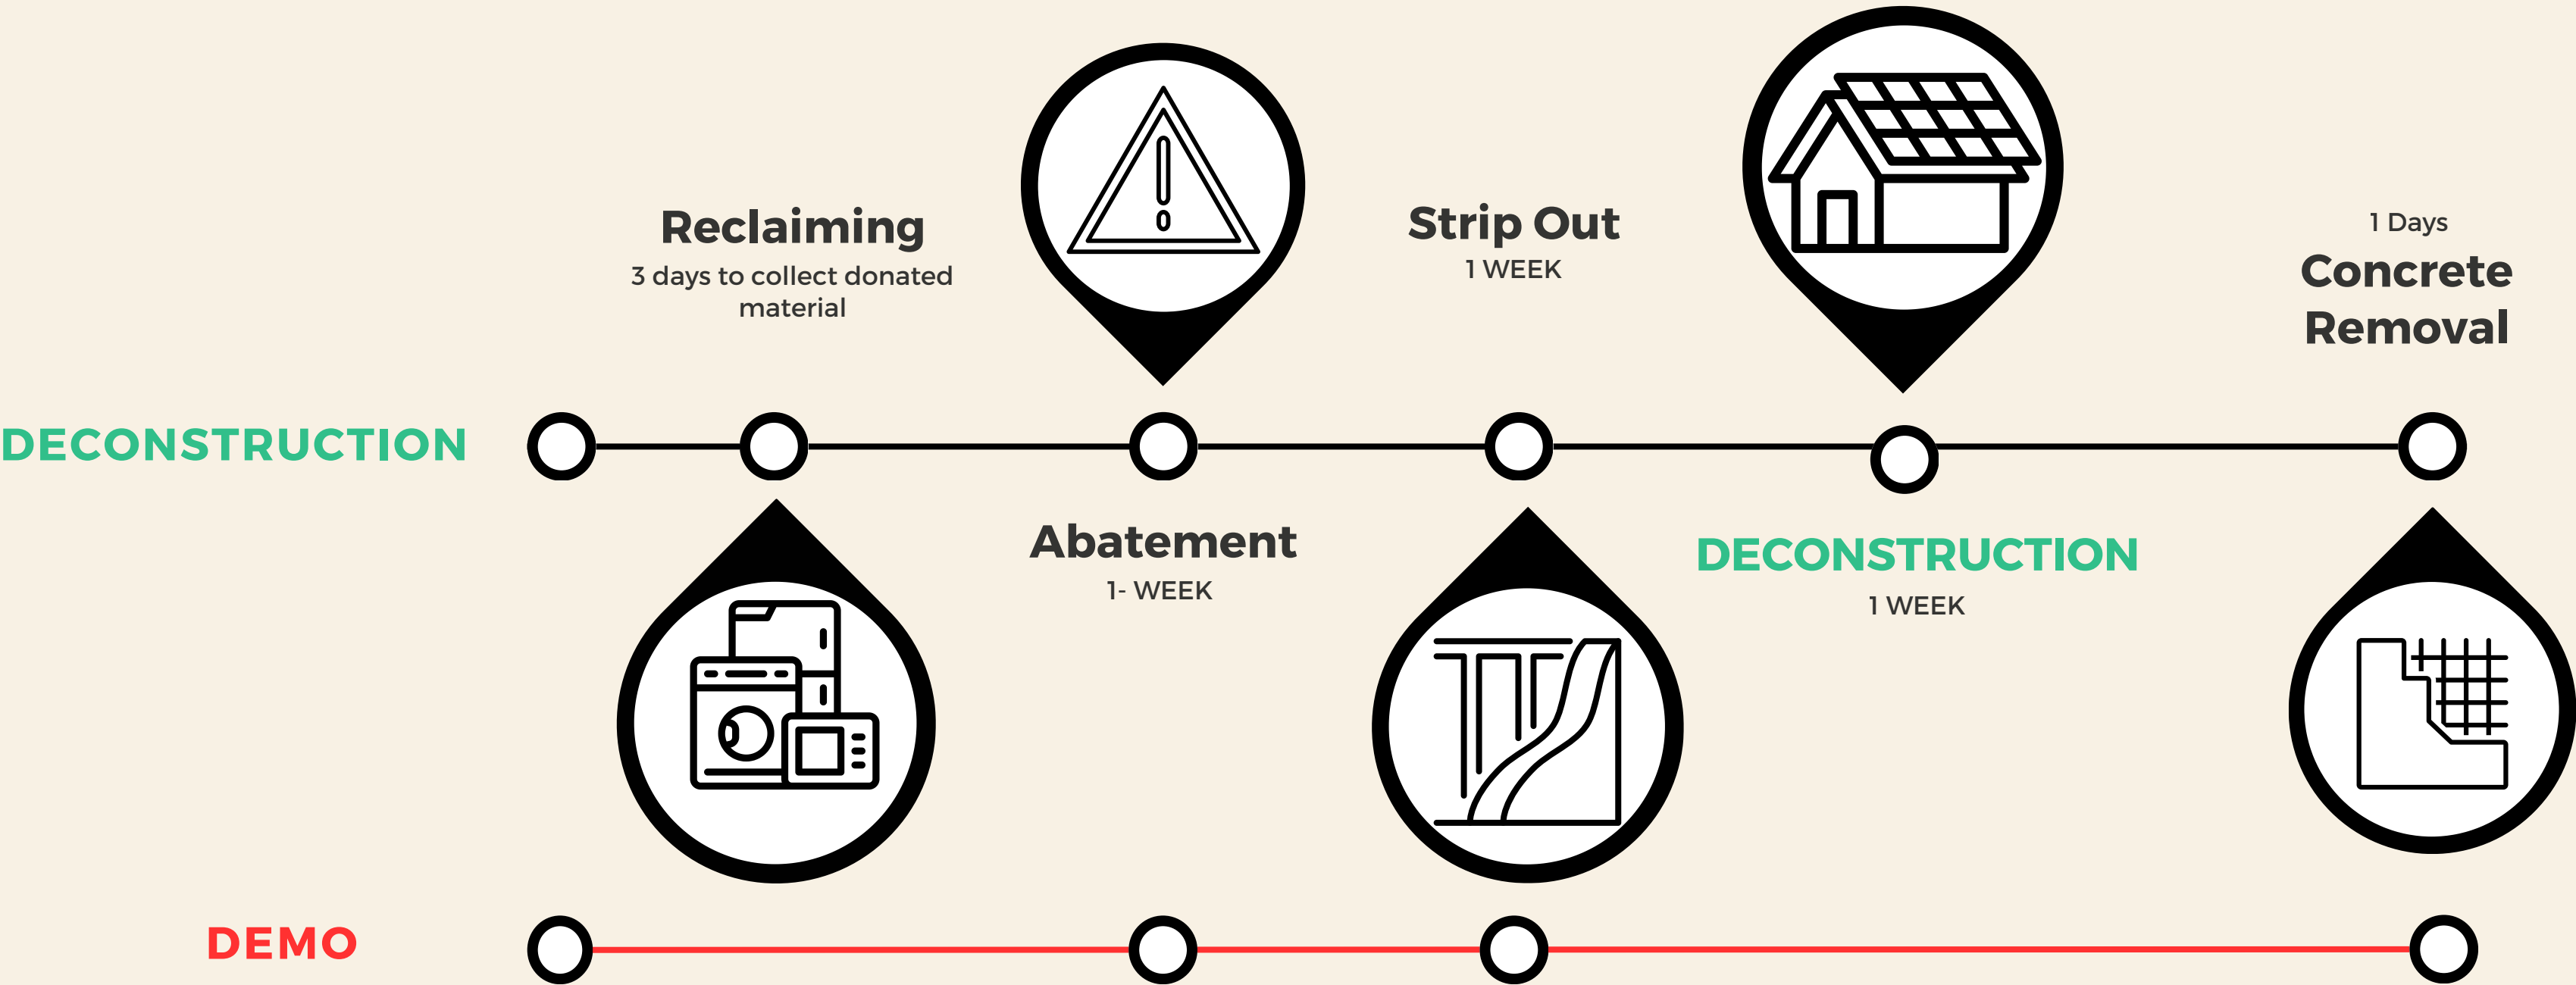 Reclaiming
3 days to collect donated
material
Strip Out
1 WEEK
1 Days
Concrete
Removal
DECONSTRUCTION
Abatement
1- WEEK
DECONSTRUCTION
1 WEEK
DEMO